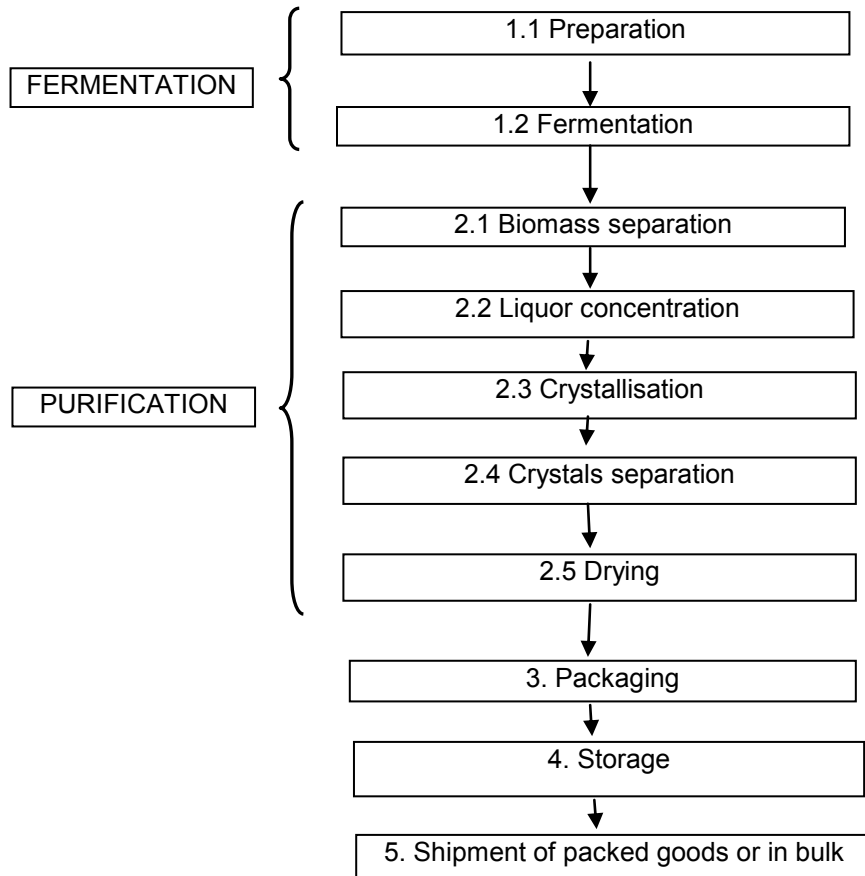 1.1 Preparation
FERMENTATION
1.2 Fermentation
2.1 Biomass separation
2.2 Liquor concentration
2.3 Crystallisation
PURIFICATION
2.4 Crystals separation
2.5 Drying
3. Packaging
4. Storage
5. Shipment of packed goods or in bulk